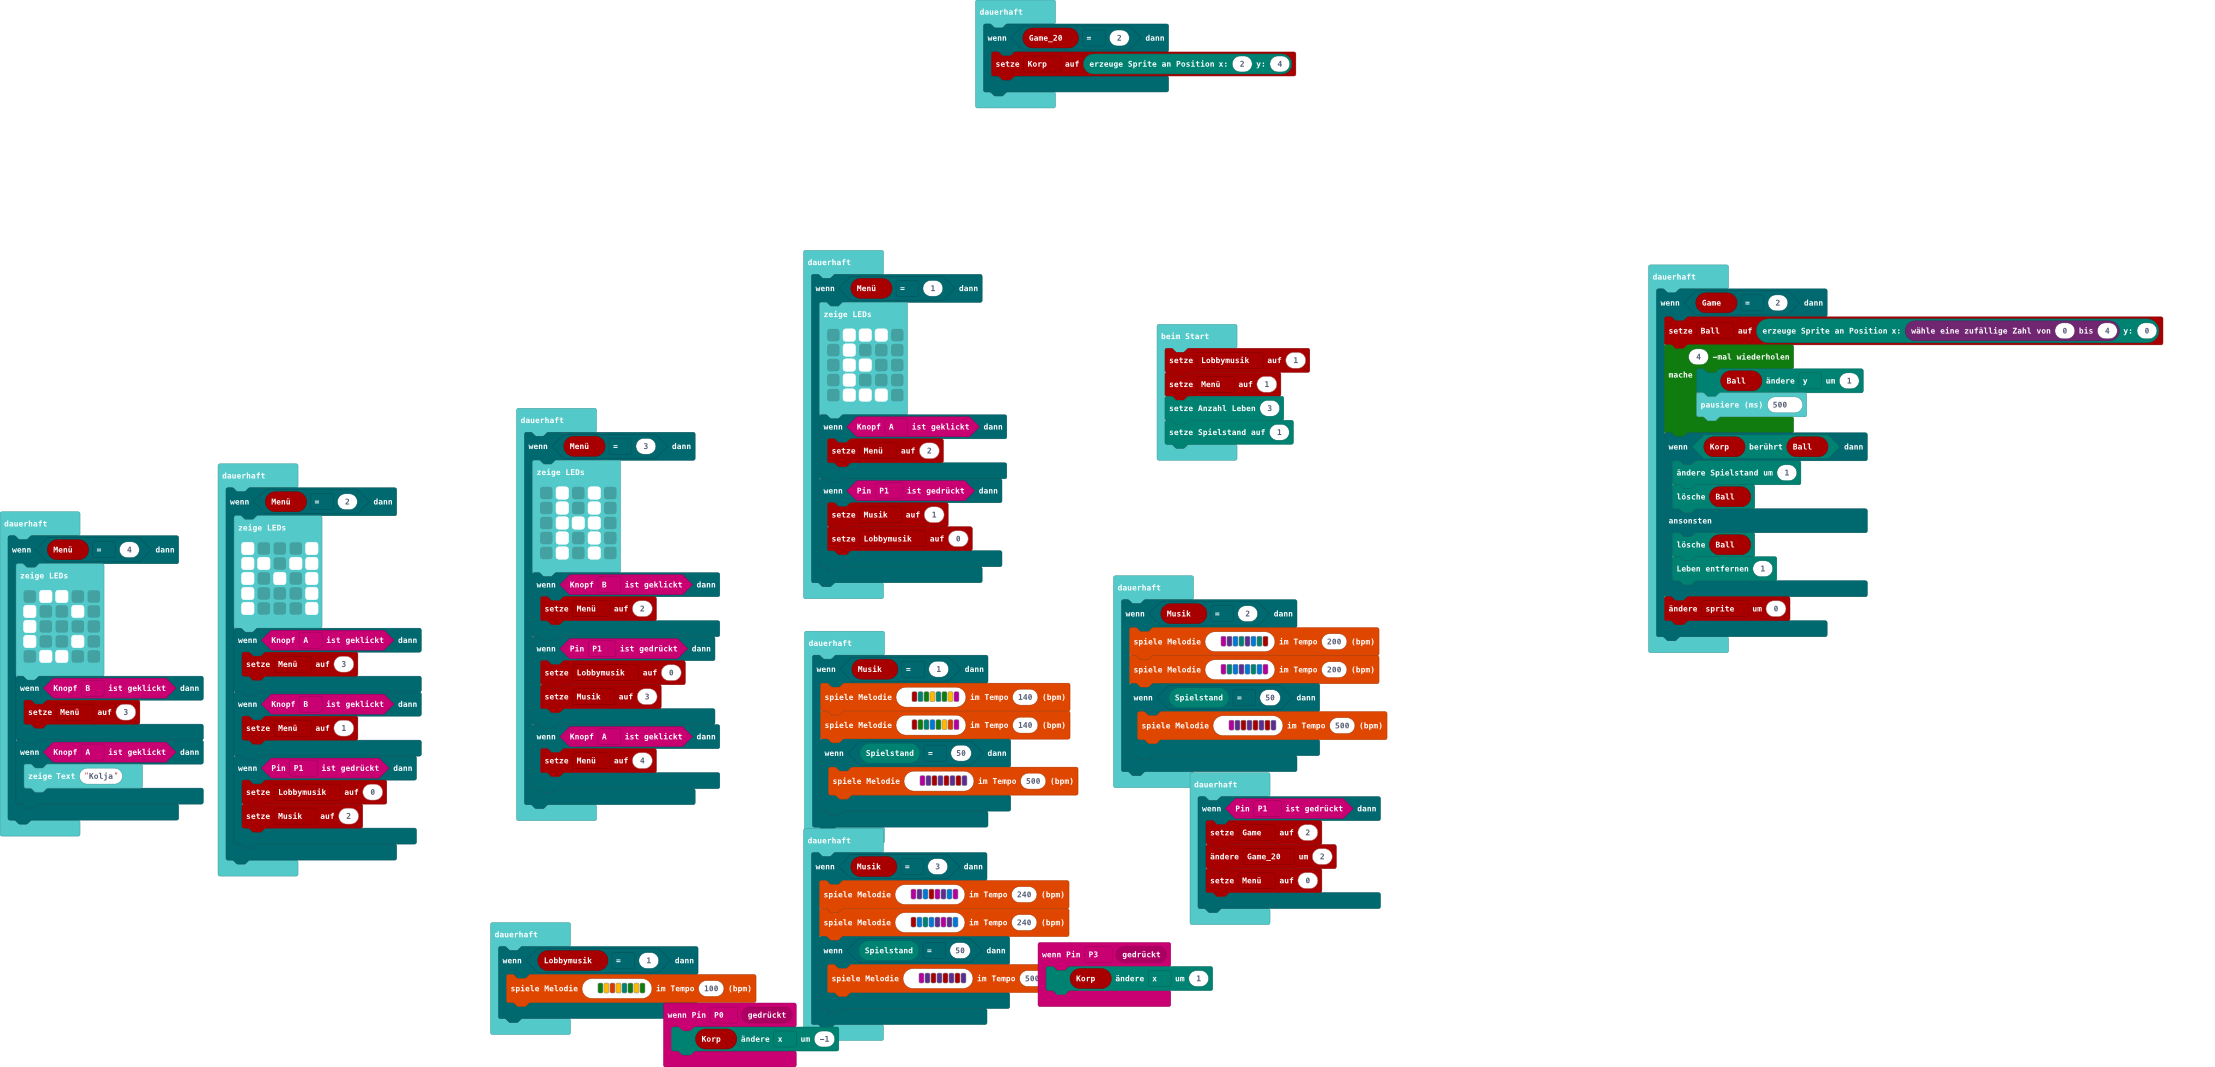 dauerhaft
wenn Game_20 = 2 dann
setze Korp auf erzeuge Sprite an Position x: 2 y: 4
dauerhaft
wenn Menü = 4 dann
zeige LEDs
wenn Knopf B ist geklickt dann
setze Menü auf 3
wenn Knopf A ist geklickt dann
zeige Text "Kolja"
dauerhaft
wenn Menü = 2 dann
zeige LEDs
wenn Knopf A ist geklickt dann
setze Menü auf 3
wenn Knopf B ist geklickt dann
setze Menü auf 1
wenn Pin P1 ist gedrückt dann
setze Lobbymusik auf 0
setze Musik auf 2
dauerhaft
wenn Menü = 3 dann
zeige LEDs
wenn Knopf B ist geklickt dann
setze Menü auf 2
wenn Pin P1 ist gedrückt dann
setze Lobbymusik auf 0
setze Musik auf 3
wenn Knopf A ist geklickt dann
setze Menü auf 4
dauerhaft
wenn Menü = 1 dann
zeige LEDs
wenn Knopf A ist geklickt dann
setze Menü auf 2
wenn Pin P1 ist gedrückt dann
setze Musik auf 1
setze Lobbymusik auf 0
beim Start
setze Lobbymusik auf 1
setze Menü auf 1
setze Anzahl Leben 3
setze Spielstand auf 1
dauerhaft
wenn Game = 2 dann
setze Ball auf erzeuge Sprite an Position x: wähle eine zufällige Zahl von 0 bis 4 y: 0
4 -mal wiederholen
mache Ball ändere y um 1
pausiere (ms) 500
wenn Korp berührt Ball dann
ändere Spielstand um 1
lösche Ball
ansonsten
lösche Ball
Leben entfernen 1
ändere sprite um 0
dauerhaft
wenn Musik = 1 dann
spiele Melodie im Tempo 140 (bpm)
spiele Melodie im Tempo 140 (bpm)
wenn Spielstand = 50 dann
spiele Melodie im Tempo 500 (bpm)
dauerhaft
wenn Musik = 2 dann
spiele Melodie im Tempo 200 (bpm)
spiele Melodie im Tempo 200 (bpm)
wenn Spielstand = 50 dann
spiele Melodie im Tempo 500 (bpm)
dauerhaft
wenn Pin P1 ist gedrückt dann
setze Game auf 2
ändere Game_20 um 2
setze Menü auf 0
dauerhaft
wenn Musik = 3 dann
spiele Melodie im Tempo 240 (bpm)
spiele Melodie im Tempo 240 (bpm)
wenn Spielstand = 50 dann
spiele Melodie im Tempo 500
dauerhaft
wenn Lobbymusik = 1 dann
spiele Melodie im Tempo 100 (bpm)
wenn Pin P0 gedrückt
Korp ändere x um -1
wenn Pin P3 gedrückt
Korp ändere x um 1